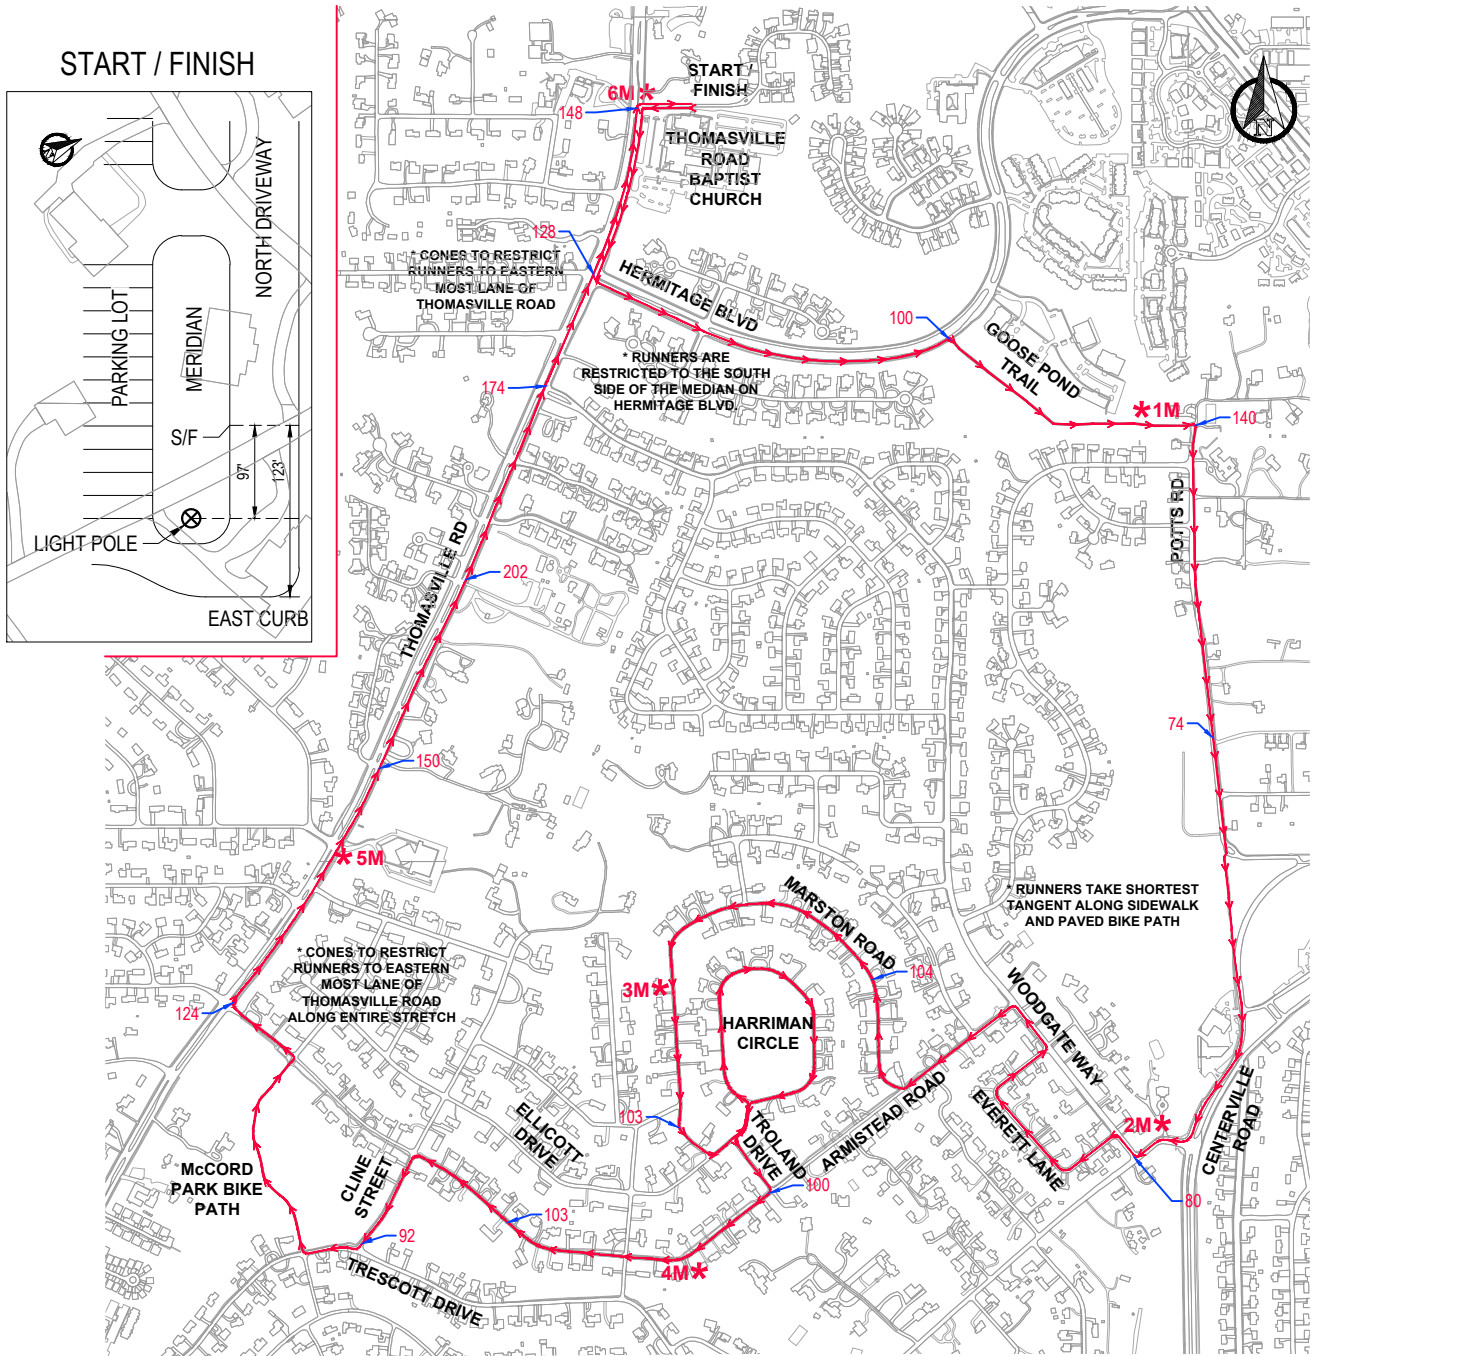 START / FINISH
NORTH DRIVEWAY
PARKING LOT
MERIDIAN
S/F
97'
123'
LIGHT POLE
EAST CURB
N
START /
FINISH
6M*
148
THOMASVILLE
ROAD
BAPTIST
CHURCH
128
* CONES TO RESTRICT
RUNNERS TO EASTERN
MOST LANE OF
THOMASVILLE ROAD
HERMITAGE BLVD
100
GOOSE POND
TRAIL
* RUNNERS ARE
RESTRICTED TO THE SOUTH
SIDE OF THE MEDIAN ON
HERMITAGE BLVD.
174
*1M
140
POTTS RD
THOMASVILLE RD
202
74
150
*5M
* RUNNERS TAKE SHORTEST
TANGENT ALONG SIDEWALK
AND PAVED BIKE PATH
MARSTON ROAD
104
* CONES TO RESTRICT
RUNNERS TO EASTERN
MOST LANE OF
THOMASVILLE ROAD
ALONG ENTIRE STRETCH
124
3M*
HARRIMAN
CIRCLE
WOODGATE WAY
EVERETT LANE
ARMISTEAD ROAD
TROLAND
DRIVE
103
2M*
CENTERVILLE
ROAD
ELLICOTT
DRIVE
McCORD
PARK BIKE
PATH
CLINE
STREET
100
80
103
92
4M*
TRESCOTT DRIVE